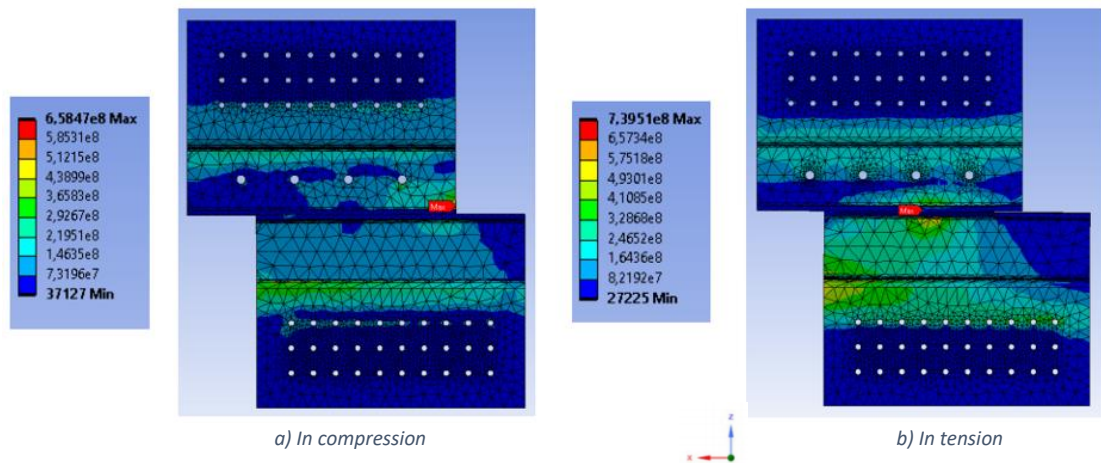 6,5847e8 Max
5,8531e8
5,1215e8
4,3899e8
3,6583e8
2,9267e8
2,1951e8
1,4635e8
7,3196e7
37127 Min
Max
a) In compression
7,3951e8 Max
6,5734e8
5,7518e8
4,9301e8
4,1085e8
3,2868e8
2,4652e8
1,6436e8
8,2192e7
27225 Min
Max
z
x
b) In tension